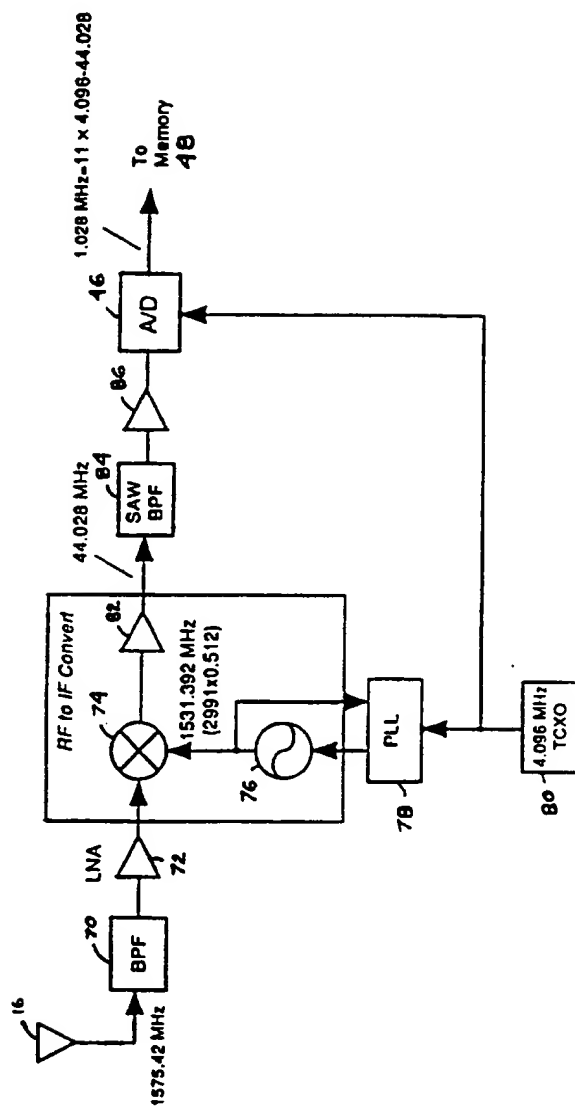 16
1575.42 MHz
70
BPF
LNA
72
RF to IF Convert
74
82
1531.392 MHz
(2991x0.512)
76
PLL
78
4.096 MHz
TCXO
80
44.028 MHz
84
SAW
BPF
86
46
A/D
1.028 MHz=11 x 4.096-44.028
To
Memory
48